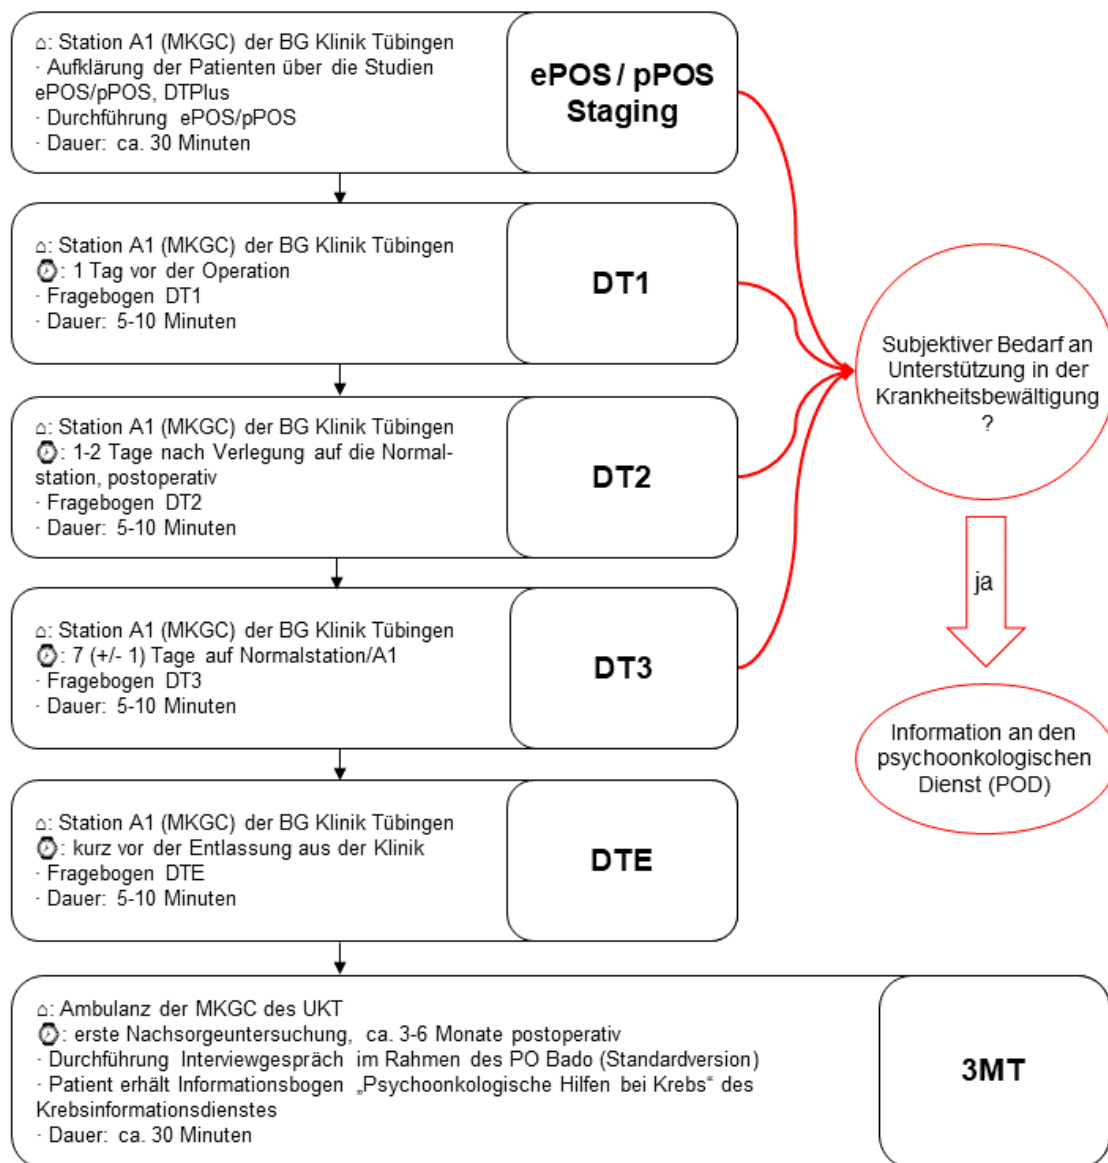 ⌂: Station A1 (MKGC) der BG Klinik Tübingen
· Aufklärung der Patienten über die Studien
ePOS/pPOS, DTPlus
· Durchführung ePOS/pPOS
· Dauer: ca. 30 Minuten
ePOS / pPOS
Staging
⌂: Station A1 (MKGC) der BG Klinik Tübingen
⌚: 1 Tag vor der Operation
· Fragebogen DT1
· Dauer: 5-10 Minuten
DT1
⌂: Station A1 (MKGC) der BG Klinik Tübingen
⌚: 1-2 Tage nach Verlegung auf die Normal-
station, postoperativ
· Fragebogen DT2
· Dauer: 5-10 Minuten
DT2
⌂: Station A1 (MKGC) der BG Klinik Tübingen
⌚: 7 (+/- 1) Tage auf Normalstation/A1
· Fragebogen DT3
· Dauer: 5-10 Minuten
DT3
⌂: Station A1 (MKGC) der BG Klinik Tübingen
⌚: kurz vor der Entlassung aus der Klinik
· Fragebogen DTE
· Dauer: 5-10 Minuten
DTE
⌂: Ambulanz der MKGC des UKT
⌚: erste Nachsorgeuntersuchung, ca. 3-6 Monate postoperativ
· Durchführung Interviewgespräch im Rahmen des PO Bado (Standardversion)
· Patient erhält Informationsbogen „Psychoonkologische Hilfen bei Krebs“ des
Krebsinformationsdienstes
· Dauer: ca. 30 Minuten
3MT
Subjektiver Bedarf an
Unterstützung in der
Krankheitsbewältigung
?
ja
Information an den
psychoonkologischen
Dienst (POD)